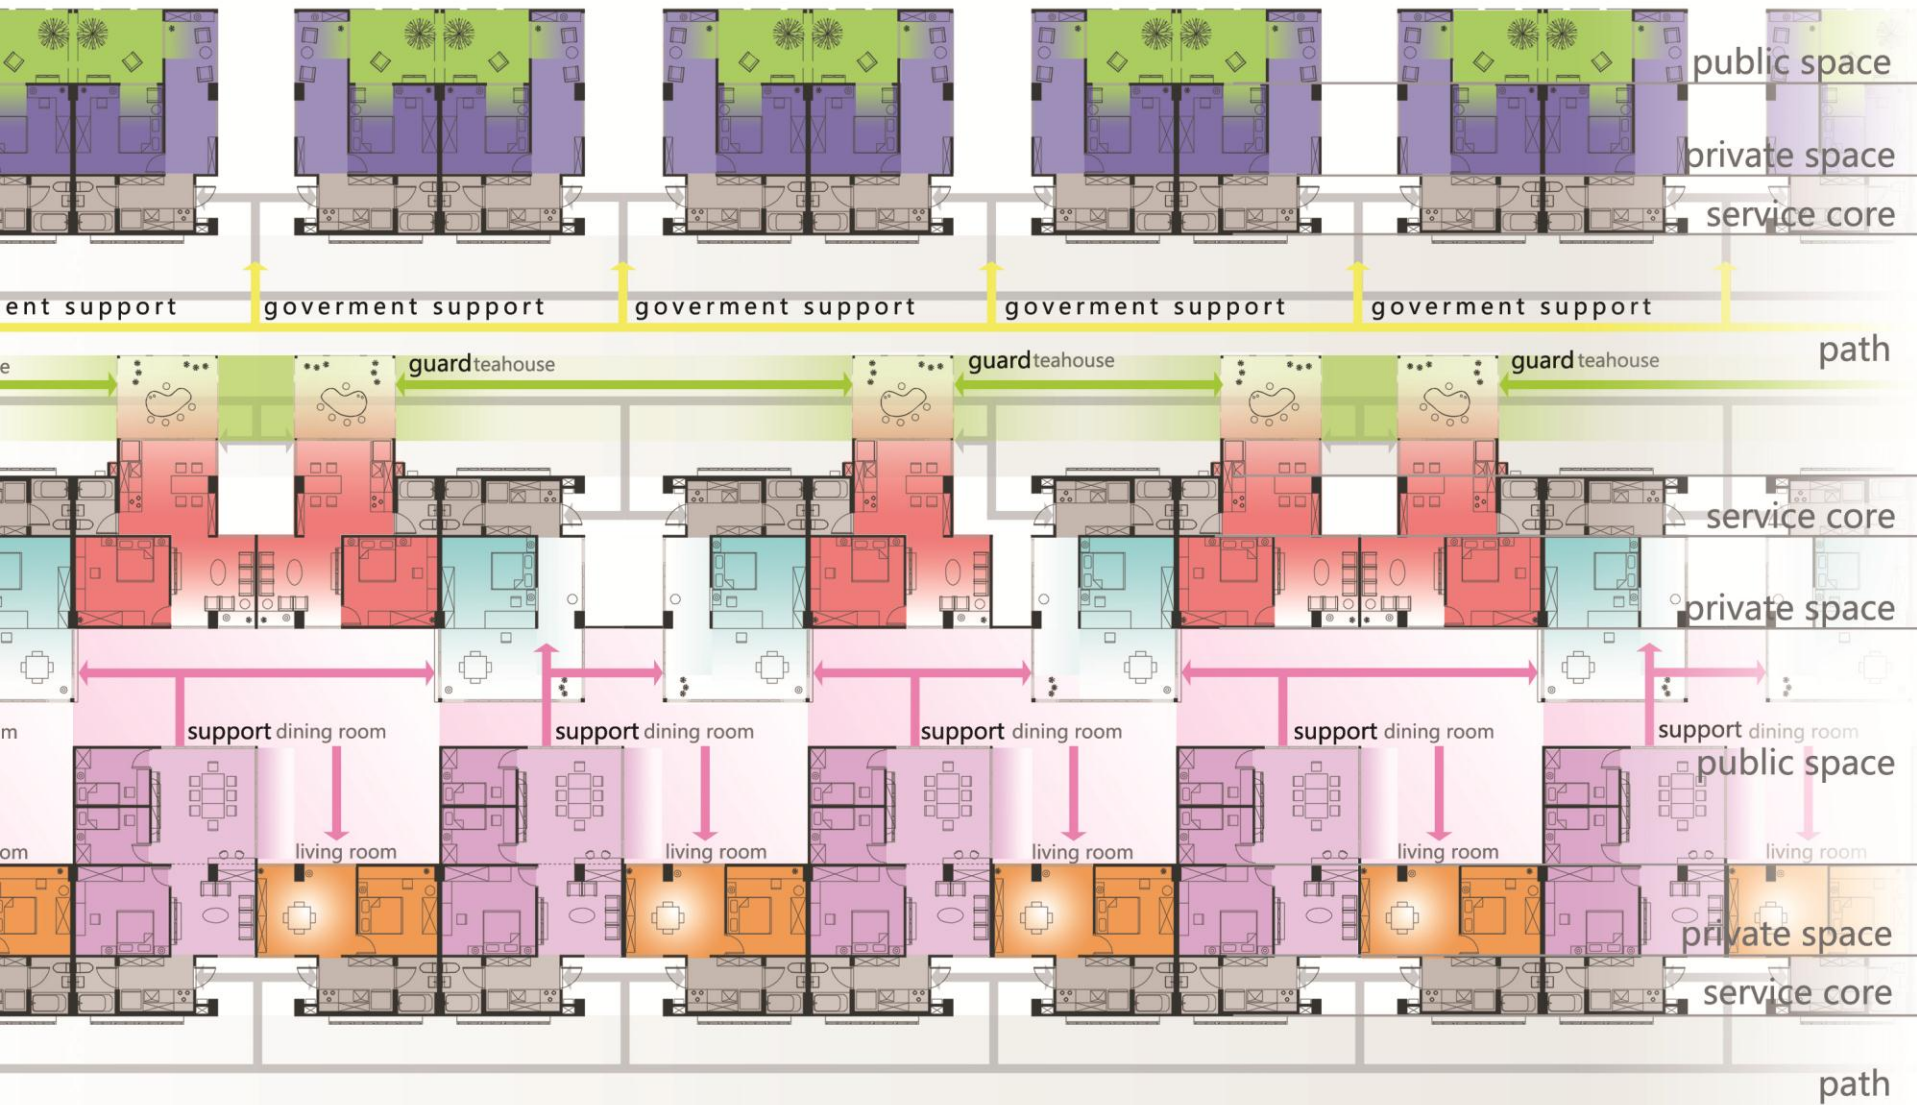 public space
private space
service core
ent support goverment support goverment support goverment support goverment support
path
e guard teahouse guard teahouse guard teahouse
service core
private space
m support dining room support dining room support dining room support dining room support dining room
public space
om living room living room living room living room living room
private space
service core
path